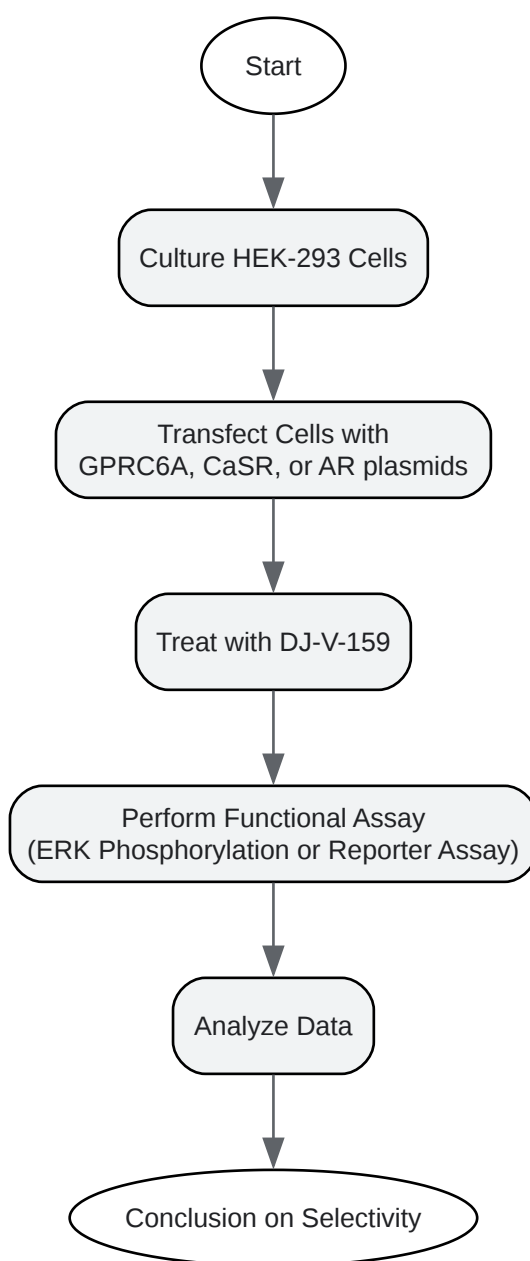 Start
Culture HEK-293 Cells
Transfect Cells with
GPRC6A, CaSR, or AR plasmids
Treat with DJ-V-159
Perform Functional Assay
(ERK Phosphorylation or Reporter Assay)
Analyze Data
Conclusion on Selectivity